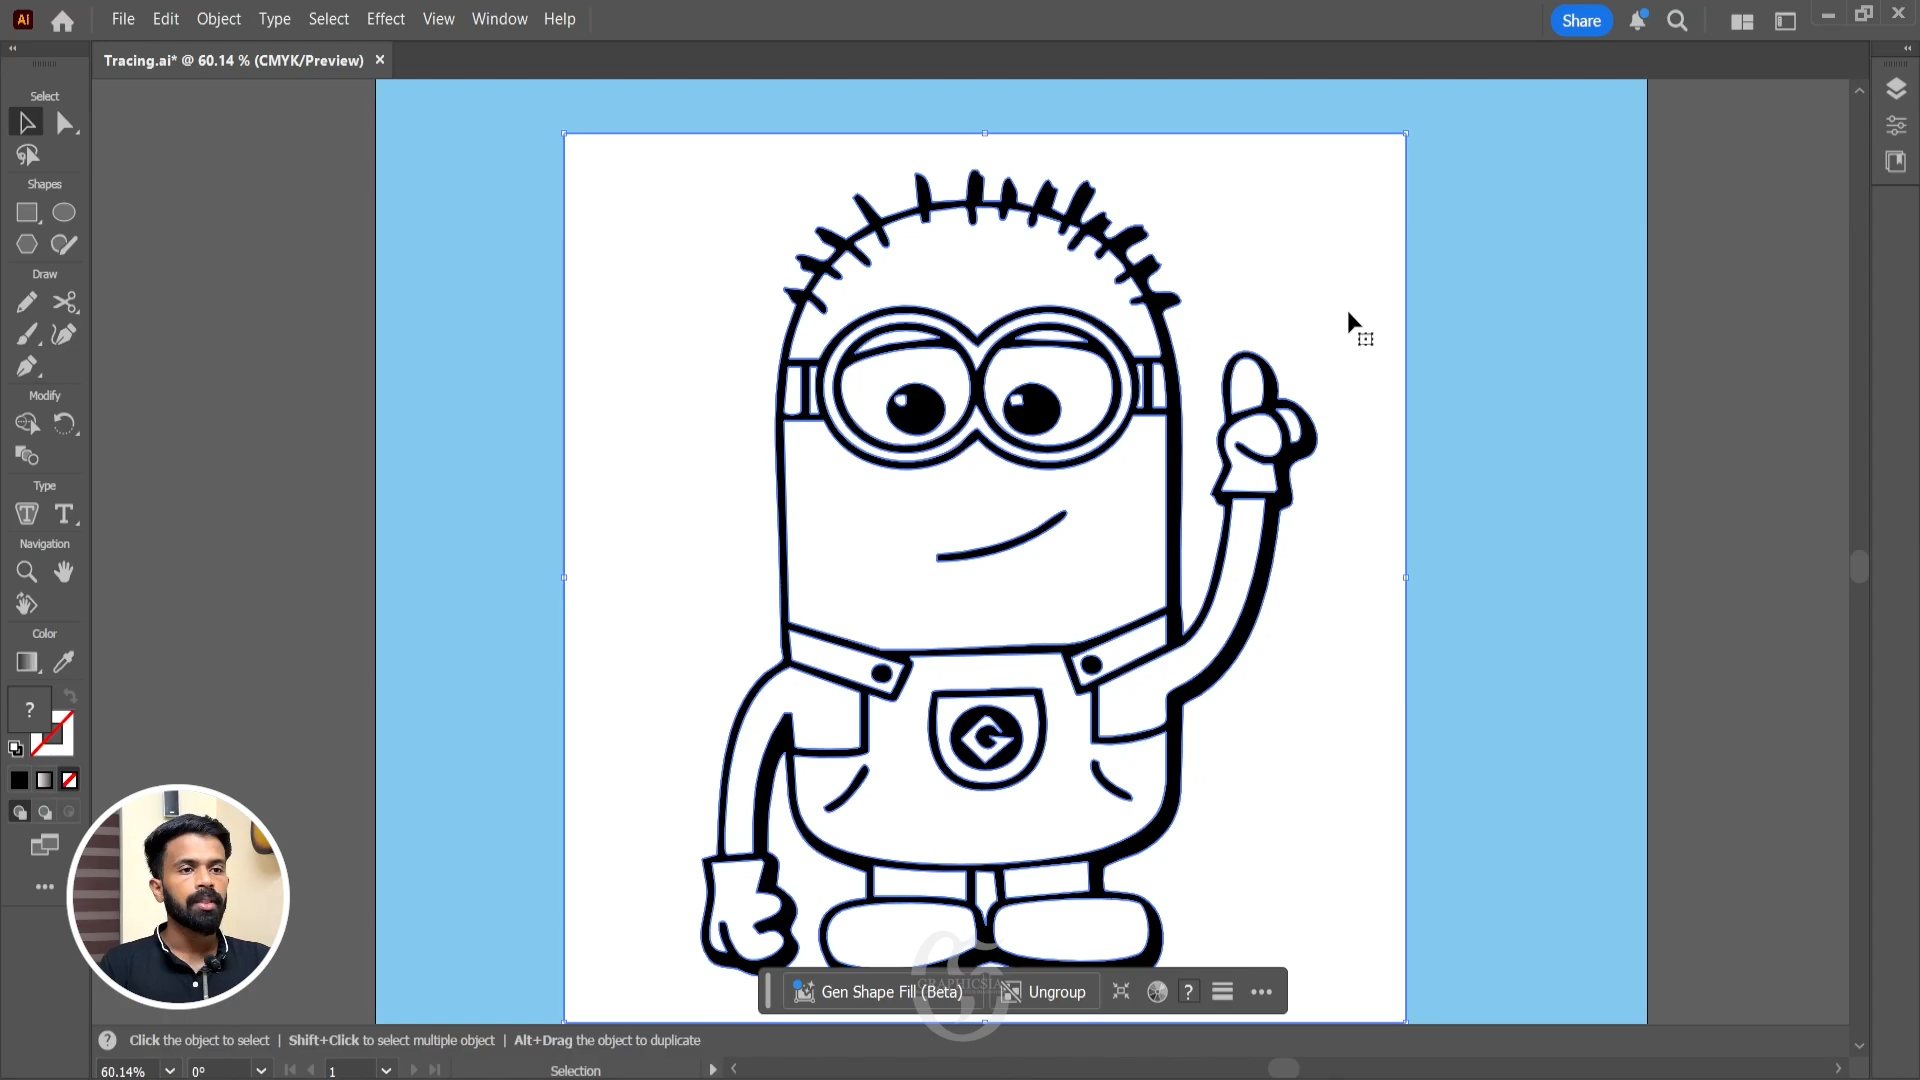 Ai File Edit Object Type Select Effect View Window Help Share
Tracing.ai* @ 60.14 % (CMYK/Preview) ×
Select
Shapes
Draw
Modify
Type
Navigation
Color
?
G
GRAPHICSIA
Gen Shape Fill (Beta) Ungroup ?
? Click the object to select | Shift+Click to select multiple object | Alt+Drag the object to duplicate
60.14% 0° 1 Selection